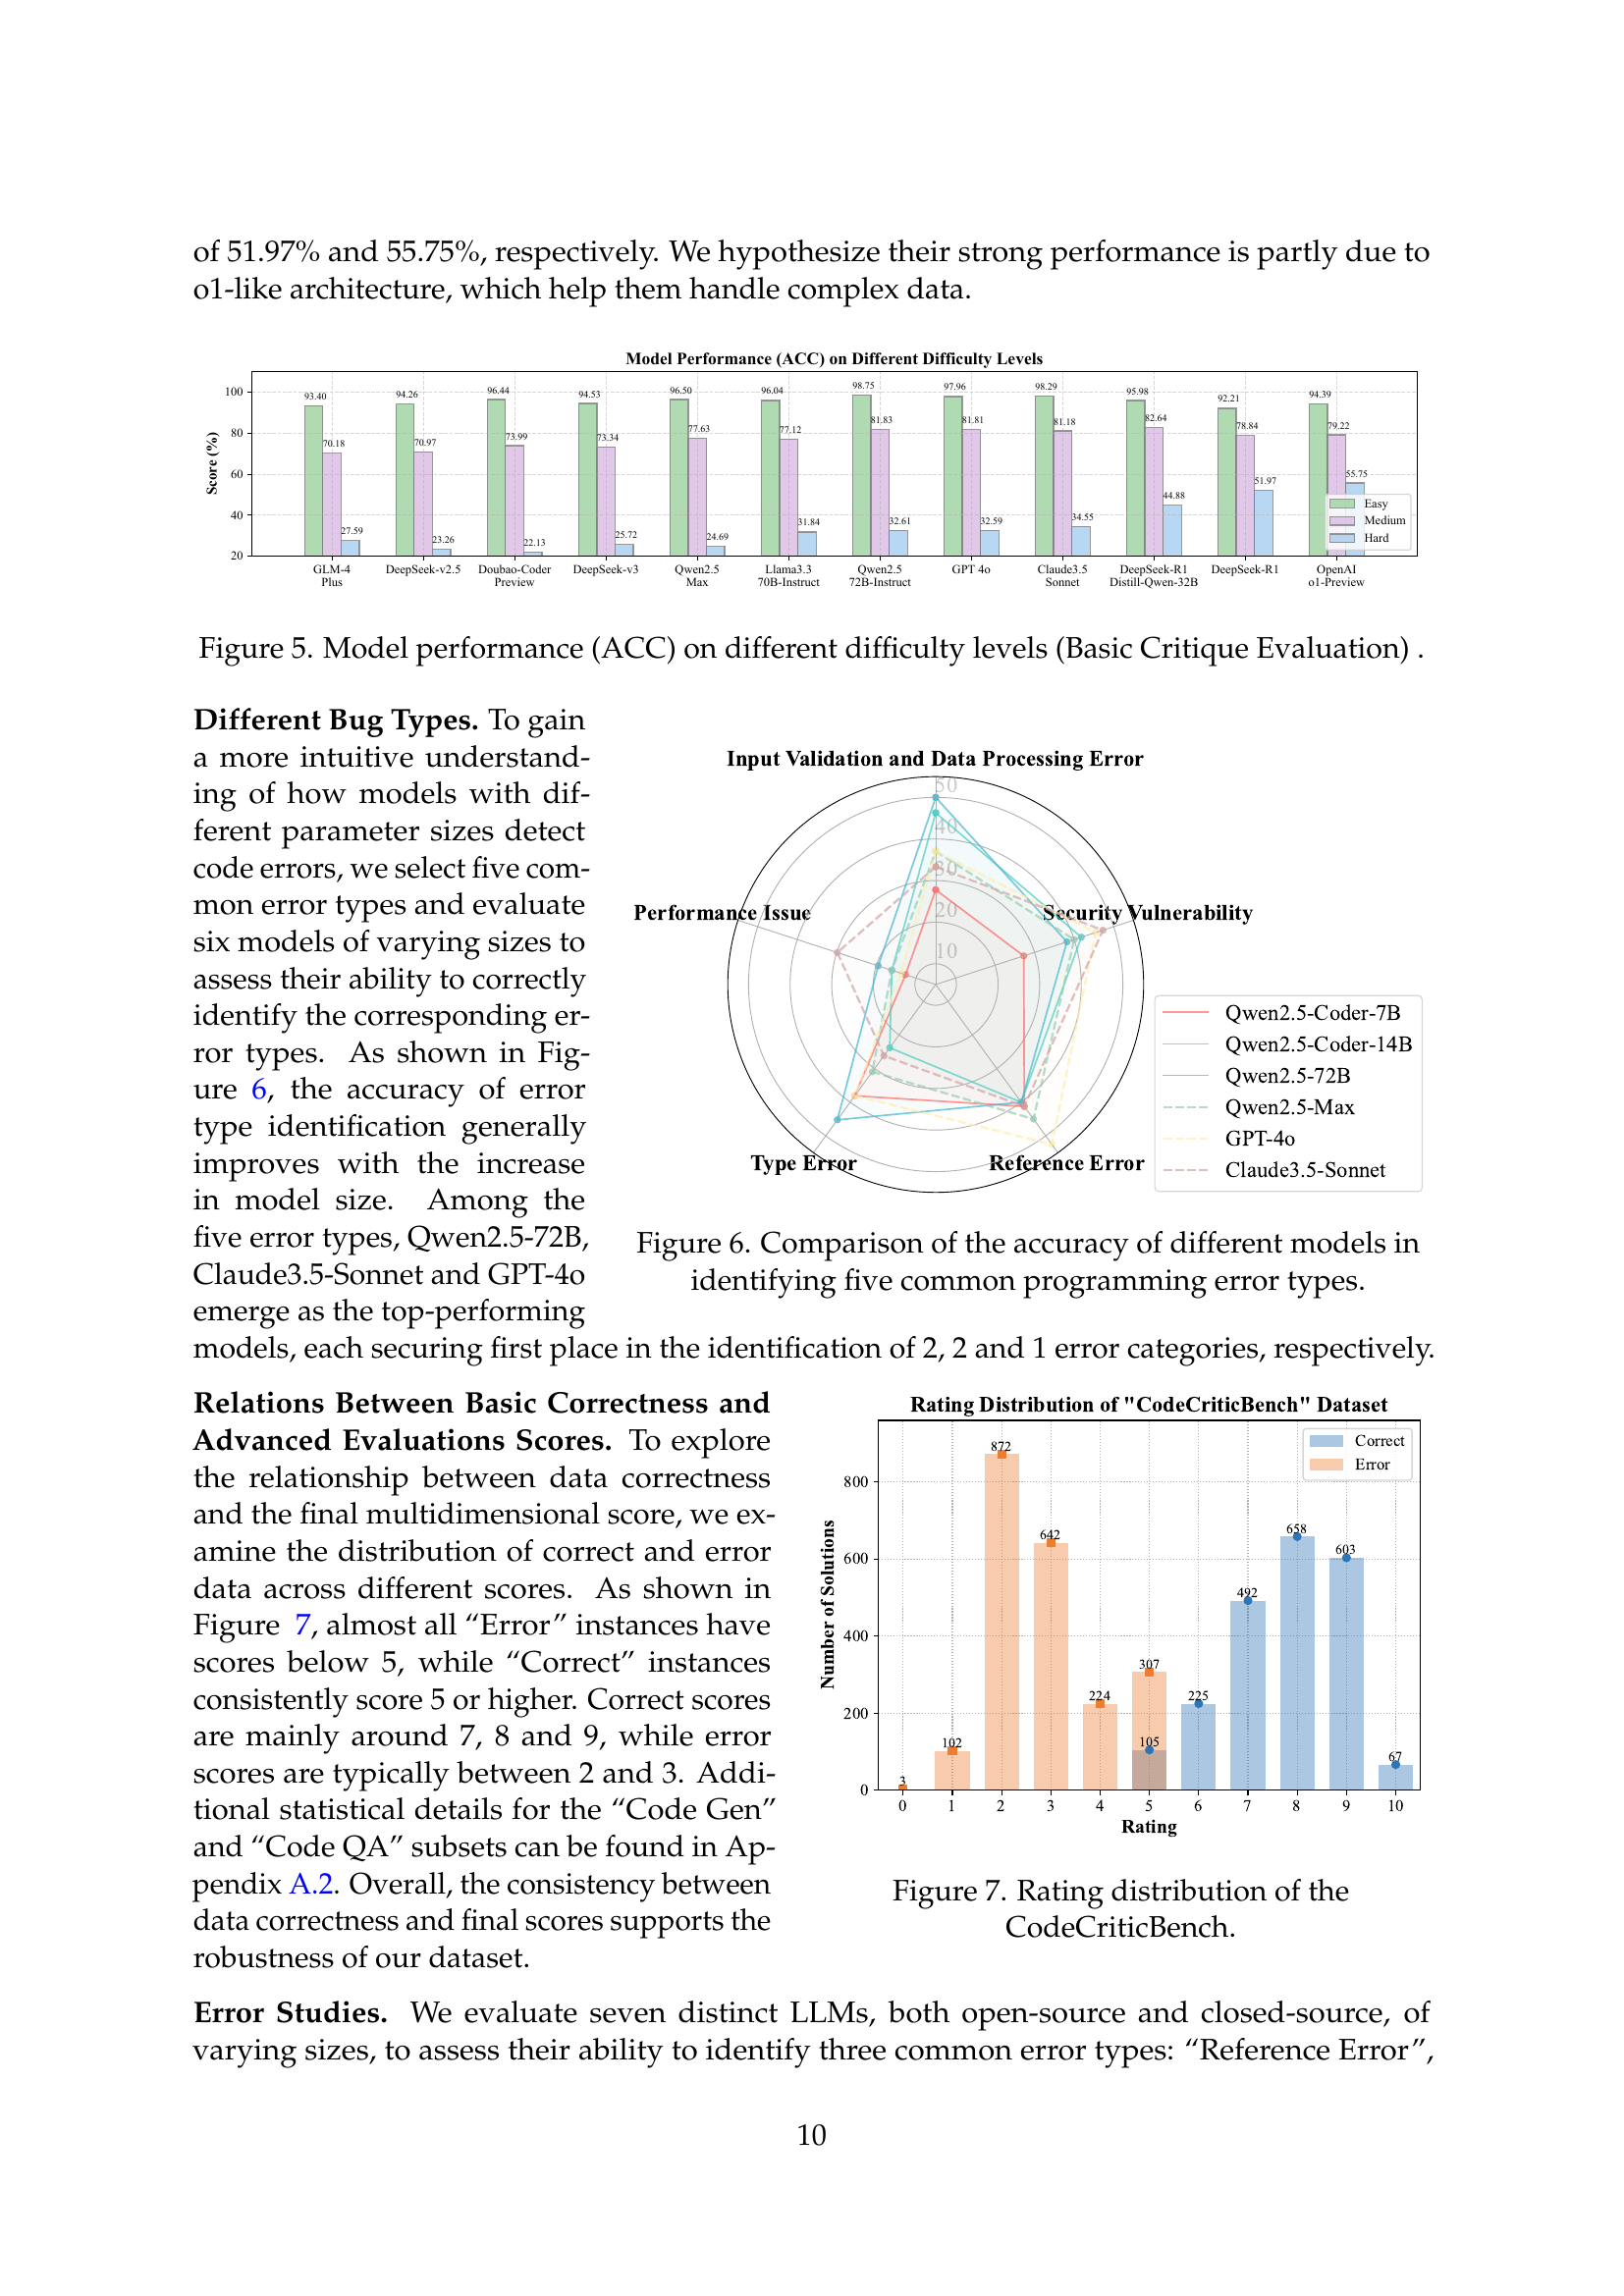 of 51.97% and 55.75%, respectively. We hypothesize their strong performance is partly due to
o1-like architecture, which help them handle complex data.
Model Performance (ACC) on Different Difficulty Levels
Score (%)
100
80
60
40
20
93.40 70.18 27.59
94.26 70.97 23.26
96.44 73.99 22.13
94.53 73.34 25.72
96.50 77.63 24.69
96.04 77.12 31.84
98.75 81.83 32.61
97.96 81.81 32.59
98.29 81.18 34.55
95.98 82.64 44.88
92.21 78.84 51.97
94.39 79.22 55.75
Easy
Medium
Hard
GLM-4
Plus
DeepSeek-v2.5
Doubao-Coder
Preview
DeepSeek-v3
Qwen2.5
Max
Llama3.3
70B-Instruct
Qwen2.5
72B-Instruct
GPT 4o
Claude3.5
Sonnet
DeepSeek-R1
Distill-Qwen-32B
DeepSeek-R1
OpenAI
o1-Preview
Figure 5. Model performance (ACC) on different difficulty levels (Basic Critique Evaluation) .
Different Bug Types. To gain
a more intuitive understand-
ing of how models with dif-
ferent parameter sizes detect
code errors, we select five com-
mon error types and evaluate
six models of varying sizes to
assess their ability to correctly
identify the corresponding er-
ror types. As shown in Fig-
ure 6, the accuracy of error
type identification generally
improves with the increase
in model size. Among the
five error types, Qwen2.5-72B,
Claude3.5-Sonnet and GPT-4o
emerge as the top-performing
models, each securing first place in the identification of 2, 2 and 1 error categories, respectively.
Input Validation and Data Processing Error
50
40
30
20
10
Performance Issue
Security Vulnerability
Type Error
Reference Error
Qwen2.5-Coder-7B
Qwen2.5-Coder-14B
Qwen2.5-72B
Qwen2.5-Max
GPT-4o
Claude3.5-Sonnet
Figure 6. Comparison of the accuracy of different models in
identifying five common programming error types.
Relations Between Basic Correctness and
Advanced Evaluations Scores. To explore
the relationship between data correctness
and the final multidimensional score, we ex-
amine the distribution of correct and error
data across different scores. As shown in
Figure 7, almost all “Error” instances have
scores below 5, while “Correct” instances
consistently score 5 or higher. Correct scores
are mainly around 7, 8 and 9, while error
scores are typically between 2 and 3. Addi-
tional statistical details for the “Code Gen”
and “Code QA” subsets can be found in Ap-
pendix A.2. Overall, the consistency between
data correctness and final scores supports the
robustness of our dataset.
Rating Distribution of "CodeCriticBench" Dataset
Number of Solutions
800
600
400
200
0
3
102
872
642
224
307
105
225
492
658
603
67
Correct
Error
0 1 2 3 4 5 6 7 8 9 10
Rating
Figure 7. Rating distribution of the
CodeCriticBench.
Error Studies. We evaluate seven distinct LLMs, both open-source and closed-source, of
varying sizes, to assess their ability to identify three common error types: “Reference Error”,
10